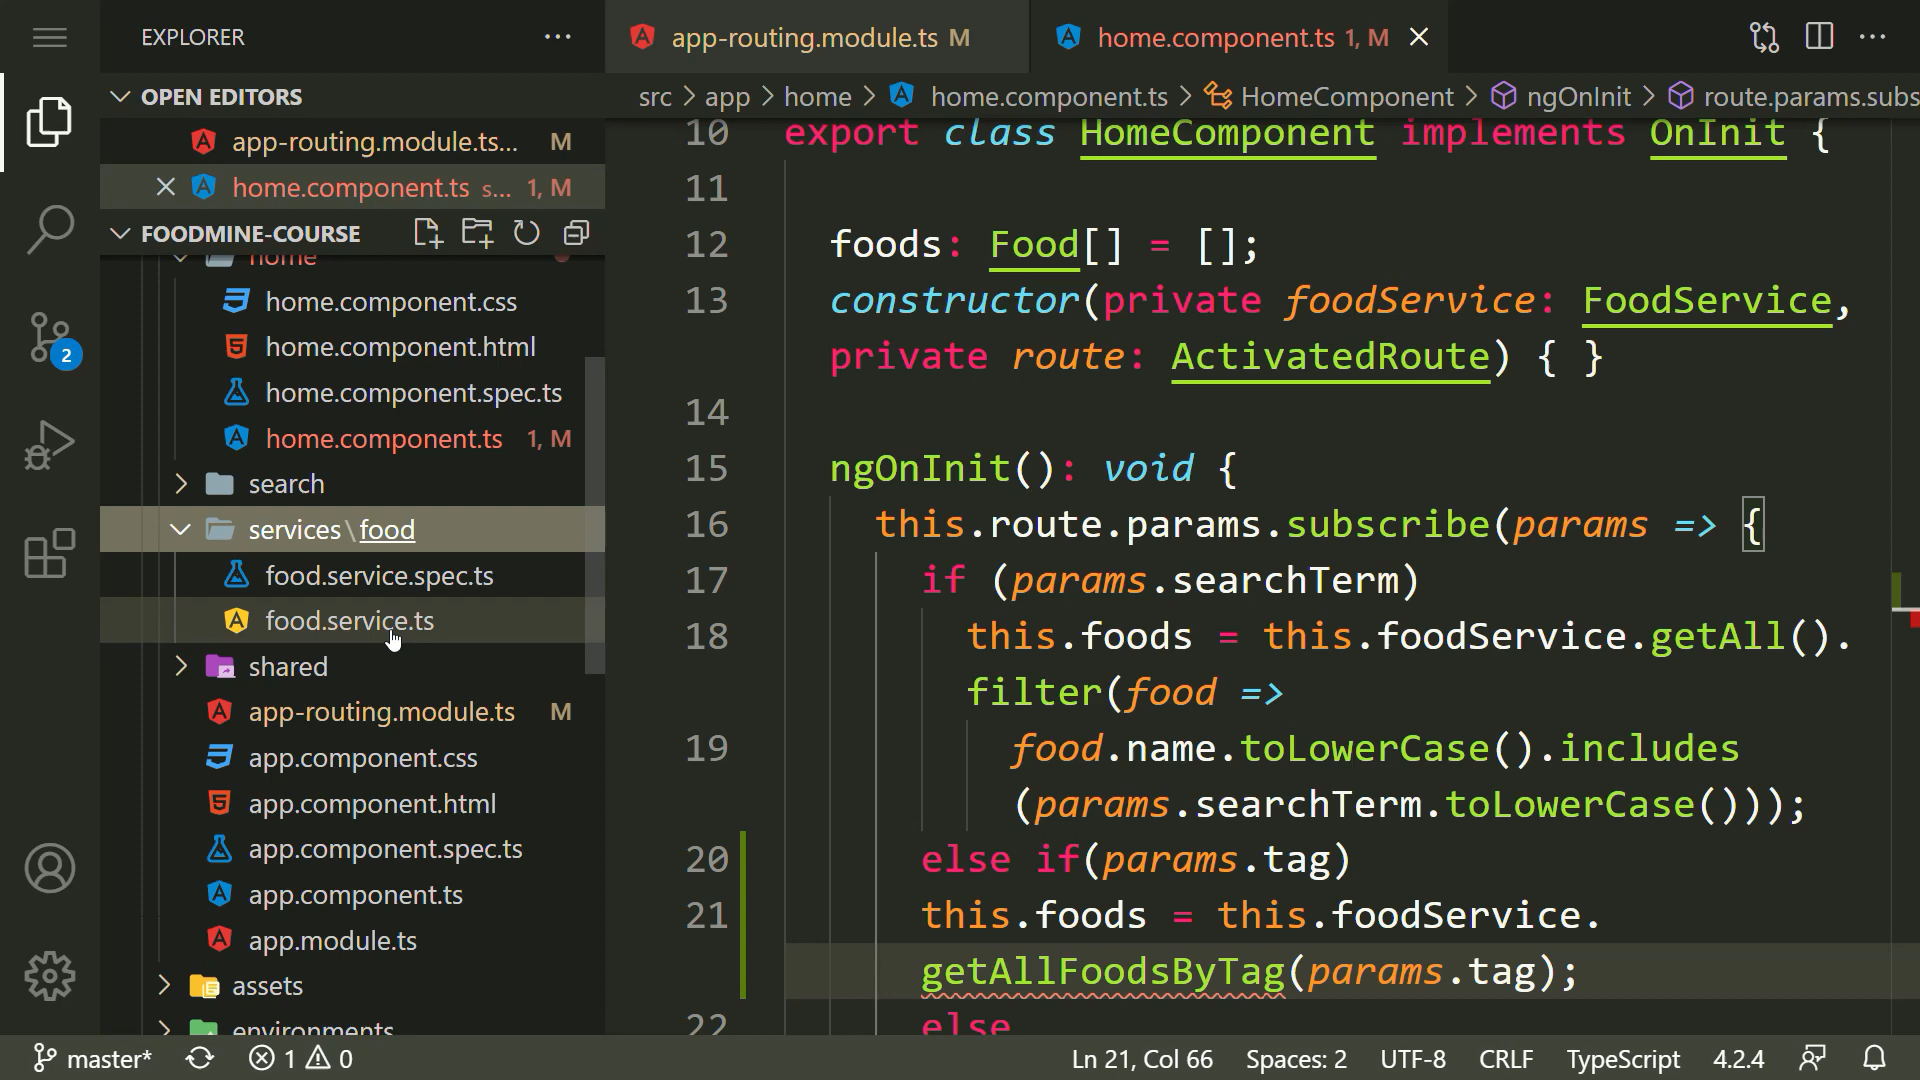 EXPLORER
OPEN EDITORS
app-routing.module.ts... M
home.component.ts s... 1, M
FOODMINE-COURSE
home
home.component.css
home.component.html
home.component.spec.ts
home.component.ts 1, M
search
services\food
food.service.spec.ts
food.service.ts
shared
app-routing.module.ts M
app.component.css
app.component.html
app.component.spec.ts
app.component.ts
app.module.ts
assets
environments
2
app-routing.module.ts M
home.component.ts 1, M
src > app > home > home.component.ts > HomeComponent > ngOnInit > route.params.subs
10 export class HomeComponent implements OnInit {
11
12 foods: Food[] = [];
13 constructor(private foodService: FoodService,
private route: ActivatedRoute) { }
14
15 ngOnInit(): void {
16 this.route.params.subscribe(params => {
17 if (params.searchTerm)
18 this.foods = this.foodService.getAll().
filter(food =>
19 food.name.toLowerCase().includes
(params.searchTerm.toLowerCase()));
20 else if(params.tag)
21 this.foods = this.foodService.
getAllFoodsByTag(params.tag);
22 else
master* 1 0 Ln 21, Col 66 Spaces: 2 UTF-8 CRLF TypeScript 4.2.4